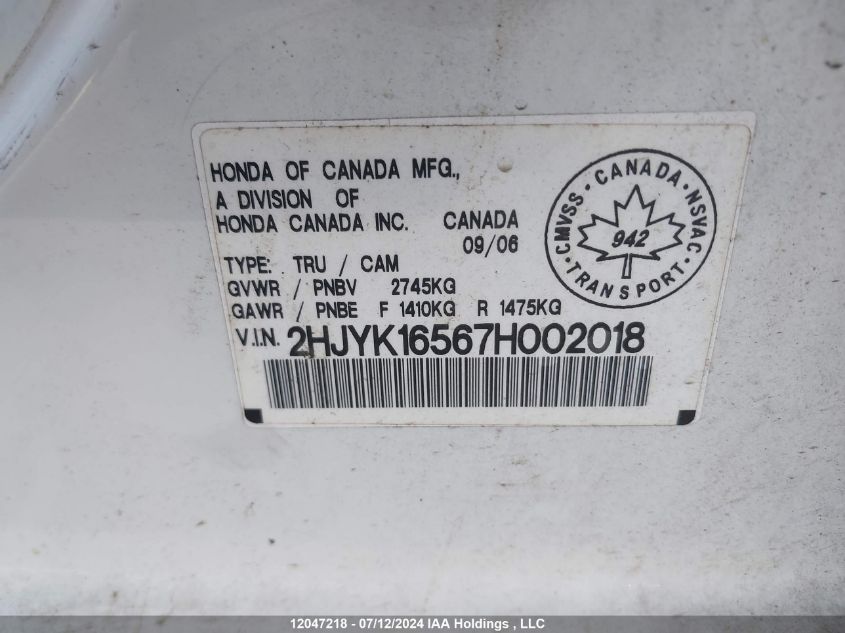 HONDA OF CANADA MFG.,
A DIVISION OF
HONDA CANADA INC. CANADA
09/06
TYPE: TRU / CAM
GVWR / PNBV 2745KG
GAWR / PNBE F 1410KG R 1475KG
V.I.N. 2HJYK16567H002018
CMVSS · CANADA · NSVAC
942
· TRANSPORT ·
12047218 - 07/12/2024 IAA Holdings , LLC